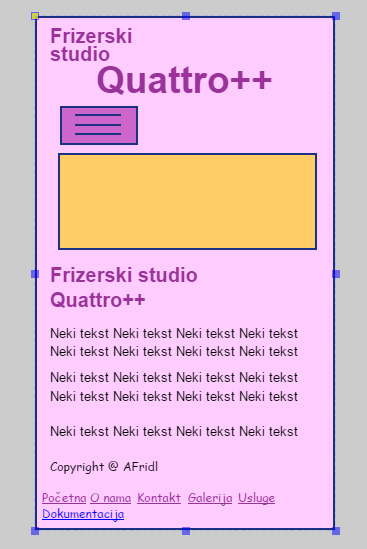 Frizerski
studio
Quattro++
Frizerski studio
Quattro++
Neki tekst Neki tekst Neki tekst Neki tekst
Neki tekst Neki tekst Neki tekst Neki tekst
Neki tekst Neki tekst Neki tekst Neki tekst
Neki tekst Neki tekst Neki tekst Neki tekst
Neki tekst Neki tekst Neki tekst Neki tekst
Copyright @ AFridl
Početna O nama Kontakt Galerija Usluge
Dokumentacija